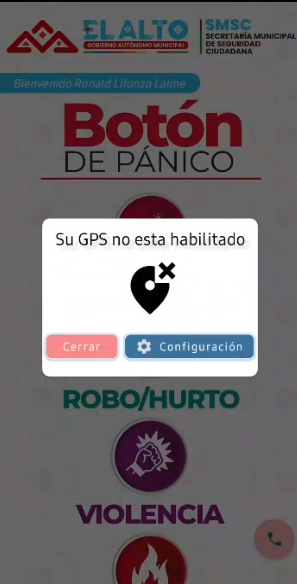 EL ALTO
GOBIERNO AUTÓNOMO MUNICIPAL
SMSC
SECRETARÍA MUNICIPAL
DE SEGURIDAD
CIUDADANA
Bienvenido Ronald Lifonzo Laime
Botón
DE PÁNICO
Su GPS no esta habilitado
Cerrar
Configuración
ROBO/HURTO
VIOLENCIA